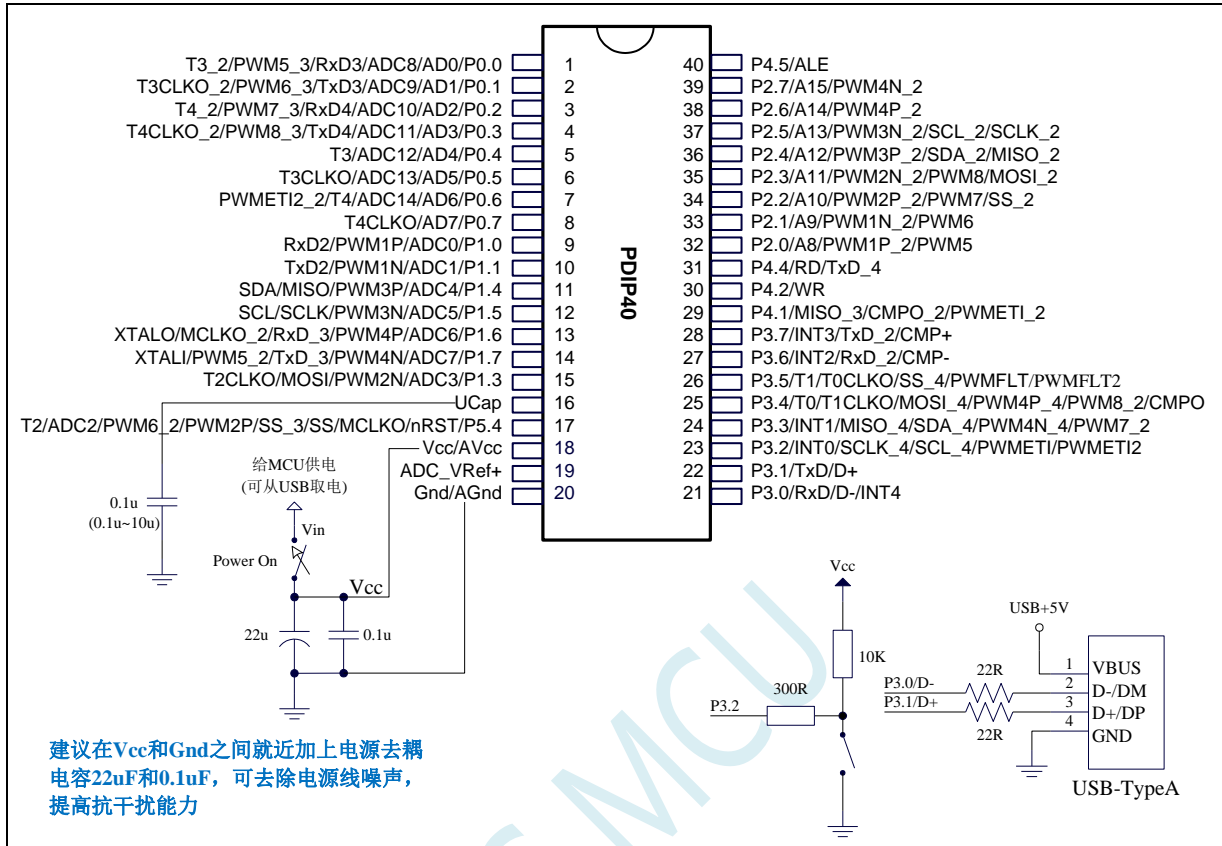 T3_2/PWM5_3/RxD3/ADC8/AD0/P0.0 1
T3CLKO_2/PWM6_3/TxD3/ADC9/AD1/P0.1 2
T4_2/PWM7_3/RxD4/ADC10/AD2/P0.2 3
T4CLKO_2/PWM8_3/TxD4/ADC11/AD3/P0.3 4
T3/ADC12/AD4/P0.4 5
T3CLKO/ADC13/AD5/P0.5 6
PWMETI2_2/T4/ADC14/AD6/P0.6 7
T4CLKO/AD7/P0.7 8
RxD2/PWM1P/ADC0/P1.0 9
TxD2/PWM1N/ADC1/P1.1 10
SDA/MISO/PWM3P/ADC4/P1.4 11
SCL/SCLK/PWM3N/ADC5/P1.5 12
XTALO/MCLKO_2/RxD_3/PWM4P/ADC6/P1.6 13
XTALI/PWM5_2/TxD_3/PWM4N/ADC7/P1.7 14
T2CLKO/MOSI/PWM2N/ADC3/P1.3 15
UCap 16
T2/ADC2/PWM6_2/PWM2P/SS_3/SS/MCLKO/nRST/P5.4 17
Vcc/AVcc 18
ADC_VRef+ 19
Gnd/AGnd 20
PDIP40
40 P4.5/ALE
39 P2.7/A15/PWM4N_2
38 P2.6/A14/PWM4P_2
37 P2.5/A13/PWM3N_2/SCL_2/SCLK_2
36 P2.4/A12/PWM3P_2/SDA_2/MISO_2
35 P2.3/A11/PWM2N_2/PWM8/MOSI_2
34 P2.2/A10/PWM2P_2/PWM7/SS_2
33 P2.1/A9/PWM1N_2/PWM6
32 P2.0/A8/PWM1P_2/PWM5
31 P4.4/RD/TxD_4
30 P4.2/WR
29 P4.1/MISO_3/CMPO_2/PWMETI_2
28 P3.7/INT3/TxD_2/CMP+
27 P3.6/INT2/RxD_2/CMP-
26 P3.5/T1/T0CLKO/SS_4/PWMFLT/PWMFLT2
25 P3.4/T0/T1CLKO/MOSI_4/PWM4P_4/PWM8_2/CMPO
24 P3.3/INT1/MISO_4/SDA_4/PWM4N_4/PWM7_2
23 P3.2/INT0/SCLK_4/SCL_4/PWMETI/PWMETI2
22 P3.1/TxD/D+
21 P3.0/RxD/D-/INT4
给MCU供电
(可从USB取电)
0.1u
(0.1u~10u)
Vin
Power On
Vcc
22u
0.1u
建议在Vcc和Gnd之间就近加上电源去耦
电容22uF和0.1uF，可去除电源线噪声，
提高抗干扰能力
Vcc
10K
300R
P3.2
USB+5V
P3.0/D-
P3.1/D+
22R
22R
1 VBUS
2 D-/DM
3 D+/DP
4 GND
USB-TypeA
MCU